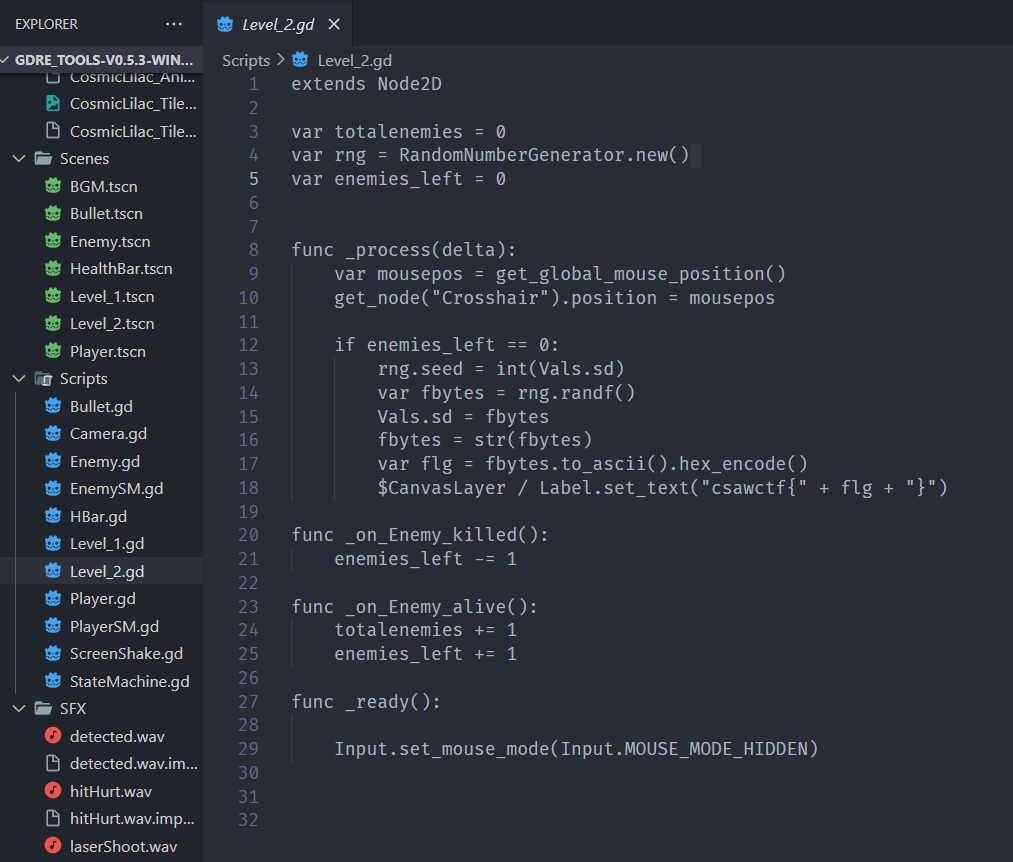 EXPLORER
GDRE_TOOLS-V0.5.3-WIN...
CosmicLilac_Ani...
CosmicLilac_Tile...
CosmicLilac_Tile...
Scenes
BGM.tscn
Bullet.tscn
Enemy.tscn
HealthBar.tscn
Level_1.tscn
Level_2.tscn
Player.tscn
Scripts
Bullet.gd
Camera.gd
Enemy.gd
EnemySM.gd
HBar.gd
Level_1.gd
Level_2.gd
Player.gd
PlayerSM.gd
ScreenShake.gd
StateMachine.gd
SFX
detected.wav
detected.wav.im...
hitHurt.wav
hitHurt.wav.imp...
laserShoot.wav
Level_2.gd
Scripts > Level_2.gd
1 extends Node2D
2
3 var totalenemies = 0
4 var rng = RandomNumberGenerator.new()
5 var enemies_left = 0
6
7
8 func _process(delta):
9     var mousepos = get_global_mouse_position()
10     get_node("Crosshair").position = mousepos
11
12     if enemies_left == 0:
13         rng.seed = int(Vals.sd)
14         var fbytes = rng.randf()
15         Vals.sd = fbytes
16         fbytes = str(fbytes)
17         var flg = fbytes.to_ascii().hex_encode()
18         $CanvasLayer / Label.set_text("csawctf{" + flg + "}")
19
20 func _on_Enemy_killed():
21     enemies_left -= 1
22
23 func _on_Enemy_alive():
24     totalenemies += 1
25     enemies_left += 1
26
27 func _ready():
28
29     Input.set_mouse_mode(Input.MOUSE_MODE_HIDDEN)
30
31
32